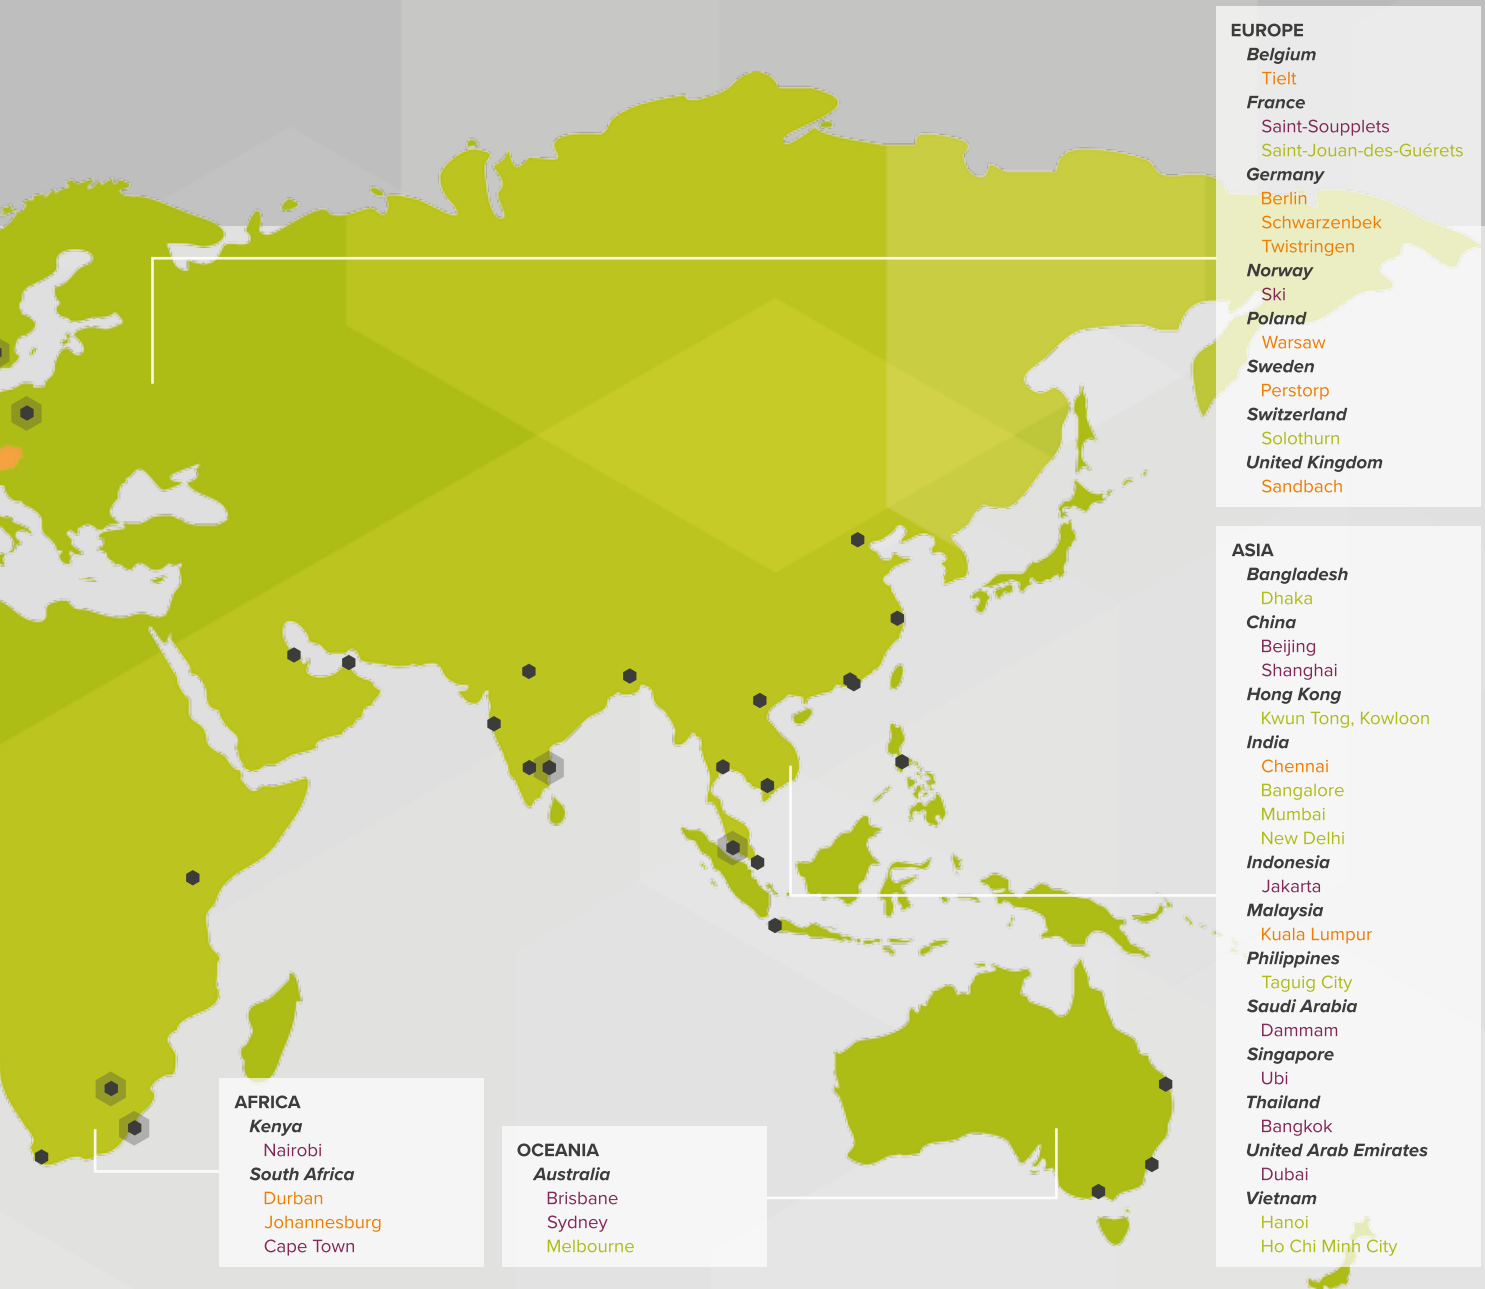 EUROPE
Belgium
Tielt
France
Saint-Soupplets
Saint-Jouan-des-Guérets
Germany
Berlin
Schwarzenbek
Twistringen
Norway
Ski
Poland
Warsaw
Sweden
Perstorp
Switzerland
Solothurn
United Kingdom
Sandbach
ASIA
Bangladesh
Dhaka
China
Beijing
Shanghai
Hong Kong
Kwun Tong, Kowloon
India
Chennai
Bangalore
Mumbai
New Delhi
Indonesia
Jakarta
Malaysia
Kuala Lumpur
Philippines
Taguig City
Saudi Arabia
Dammam
Singapore
Ubi
Thailand
Bangkok
United Arab Emirates
Dubai
Vietnam
Hanoi
Ho Chi Minh City
AFRICA
Kenya
Nairobi
South Africa
Durban
Johannesburg
Cape Town
OCEANIA
Australia
Brisbane
Sydney
Melbourne